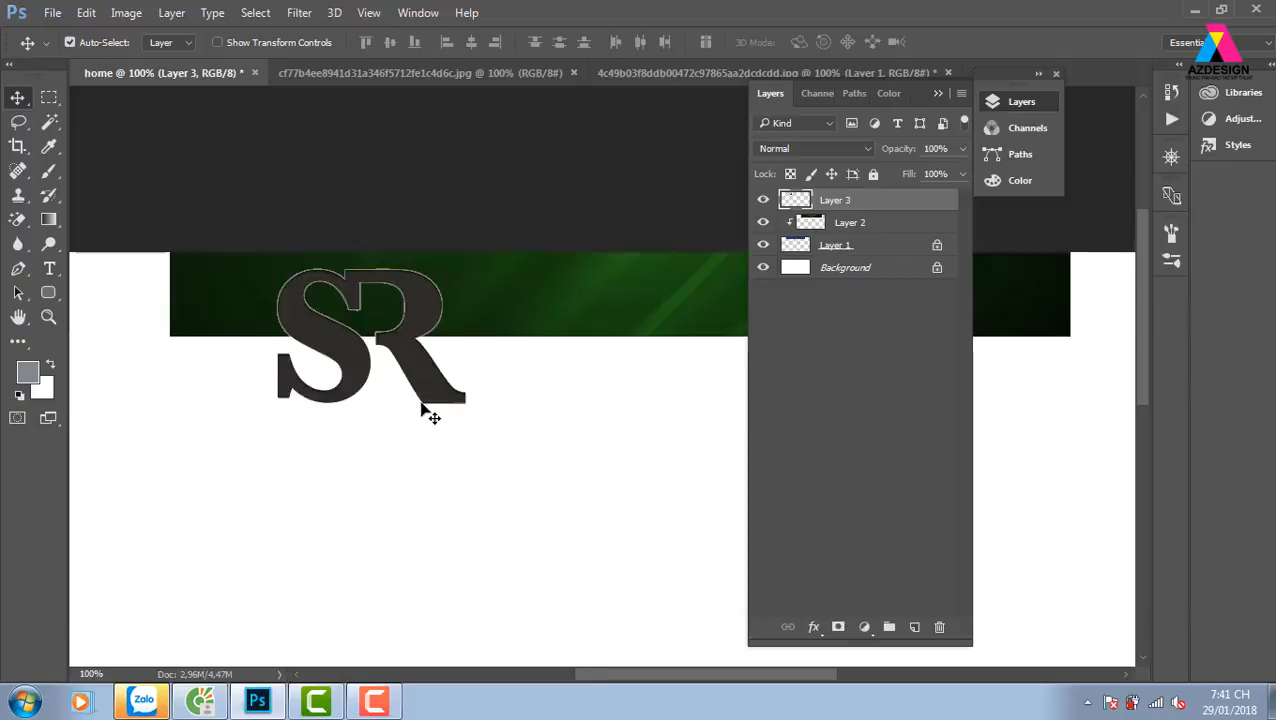 Ps File Edit Image Layer Type Select Filter 3D View Window Help
Auto-Select: Layer Show Transform Controls 3D Mode: Essentia
AZDESIGN
home @ 100% (Layer 3, RGB/8) * cf77b4ee8941d31a346f5712fe1c4d6c.jpg @ 100% (RGB/8#) 4c49b03f8ddb00472c97865aa2dcdcdd.jpg @ 100% (Layer 1, RGB/8#) *
Layers Channe Paths Color
Kind
Normal Opacity: 100%
Lock: Fill: 100%
Layer 3
Layer 2
Layer 1
Background
Layers
Channels
Paths
Color
Libraries
Adjust...
Styles
SR
100% Doc: 2,96M/4,47M
Zalo Ps
7:41 CH
29/01/2018